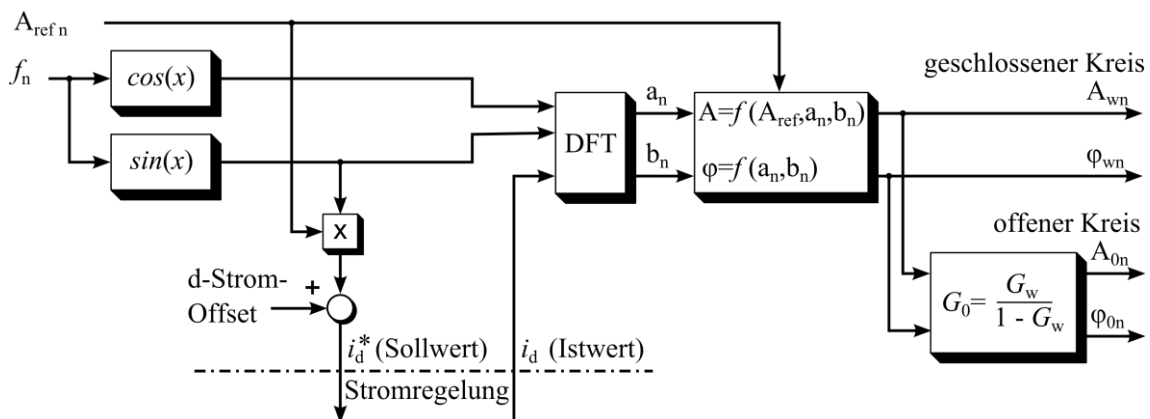 A_ref n
f_n
cos(x)
sin(x)
x
d-Strom-
Offset
+
i_d* (Sollwert)
i_d (Istwert)
Stromregelung
DFT
a_n
b_n
A=f(A_ref,a_n,b_n)
φ=f(a_n,b_n)
geschlossener Kreis
A_wn
φ_wn
offener Kreis
A_0n
φ_0n
G_0= G_w / 1 - G_w